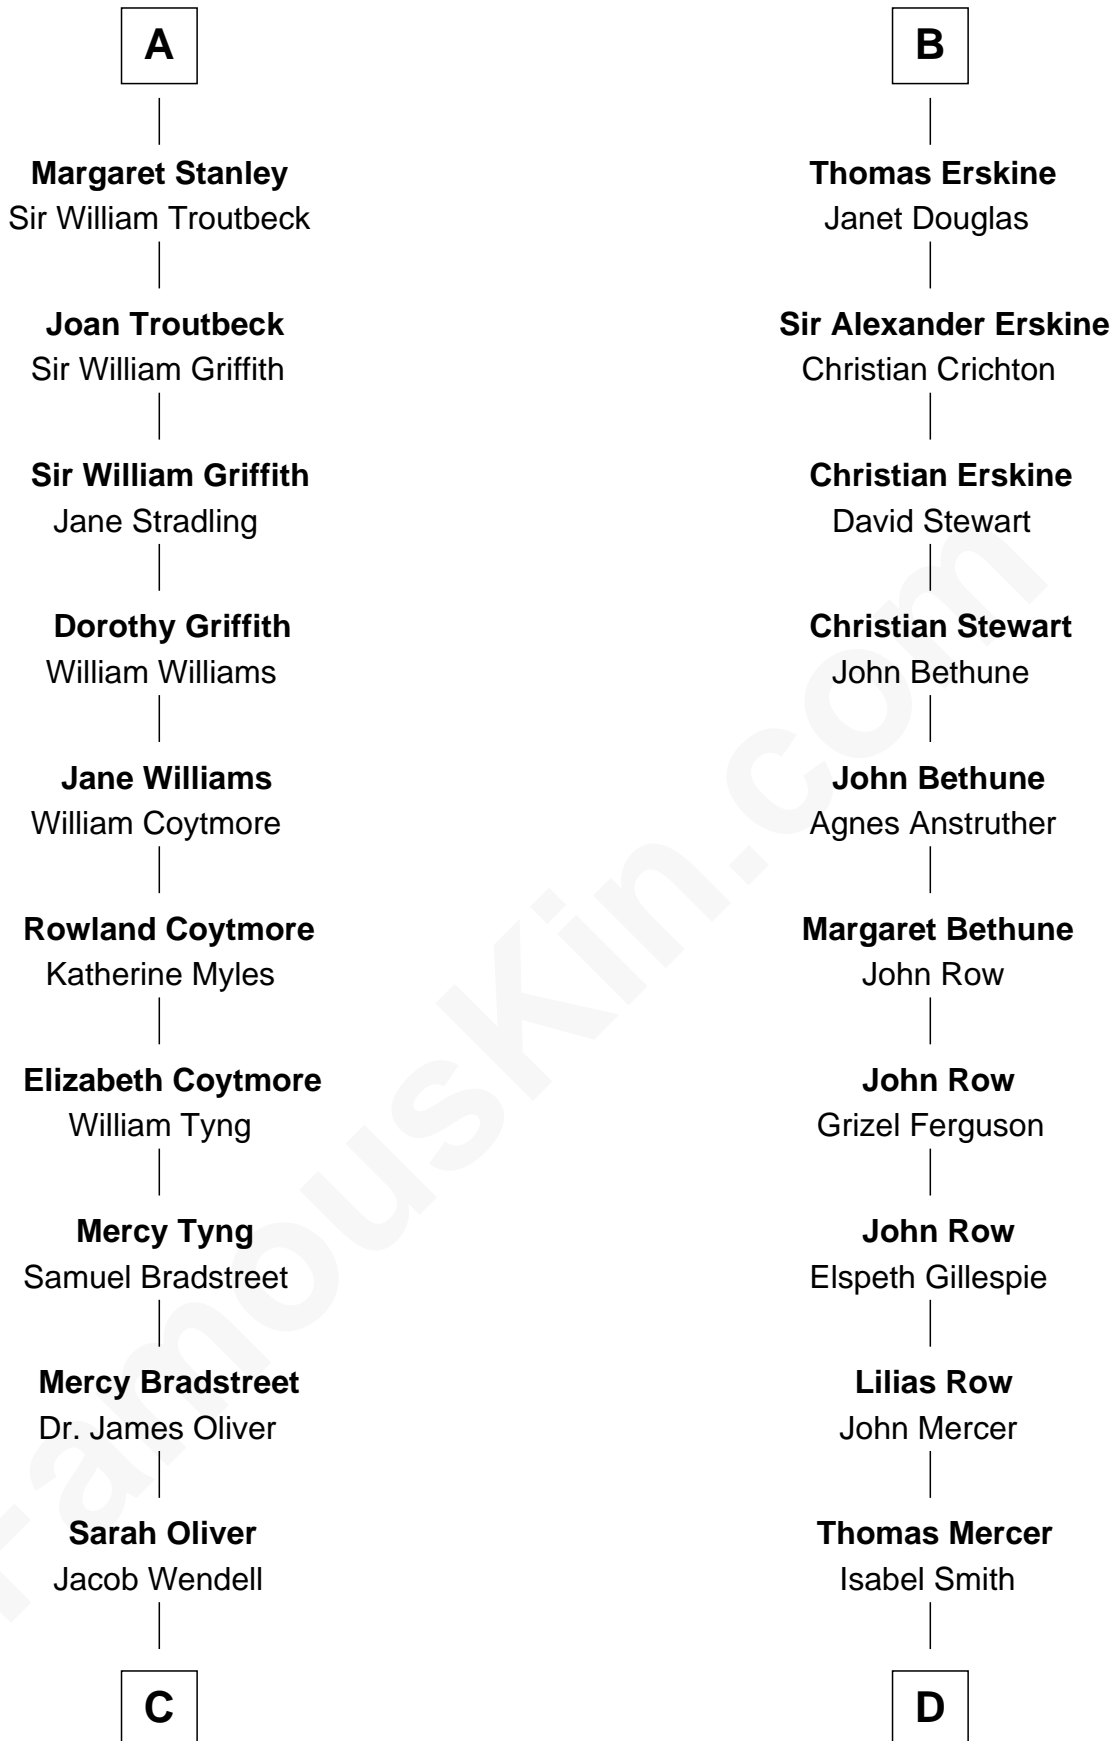 A
Margaret Stanley
Sir William Troutbeck
Joan Troutbeck
Sir William Griffith
Sir William Griffith
Jane Stradling
Dorothy Griffith
William Williams
Jane Williams
William Coytmore
Rowland Coytmore
Katherine Myles
Elizabeth Coytmore
William Tyng
Mercy Tyng
Samuel Bradstreet
Mercy Bradstreet
Dr. James Oliver
Sarah Oliver
Jacob Wendell
C
B
Thomas Erskine
Janet Douglas
Sir Alexander Erskine
Christian Crichton
Christian Erskine
David Stewart
Christian Stewart
John Bethune
John Bethune
Agnes Anstruther
Margaret Bethune
John Row
John Row
Grizel Ferguson
John Row
Elspeth Gillespie
Lilias Row
John Mercer
Thomas Mercer
Isabel Smith
D
FamousKin.com